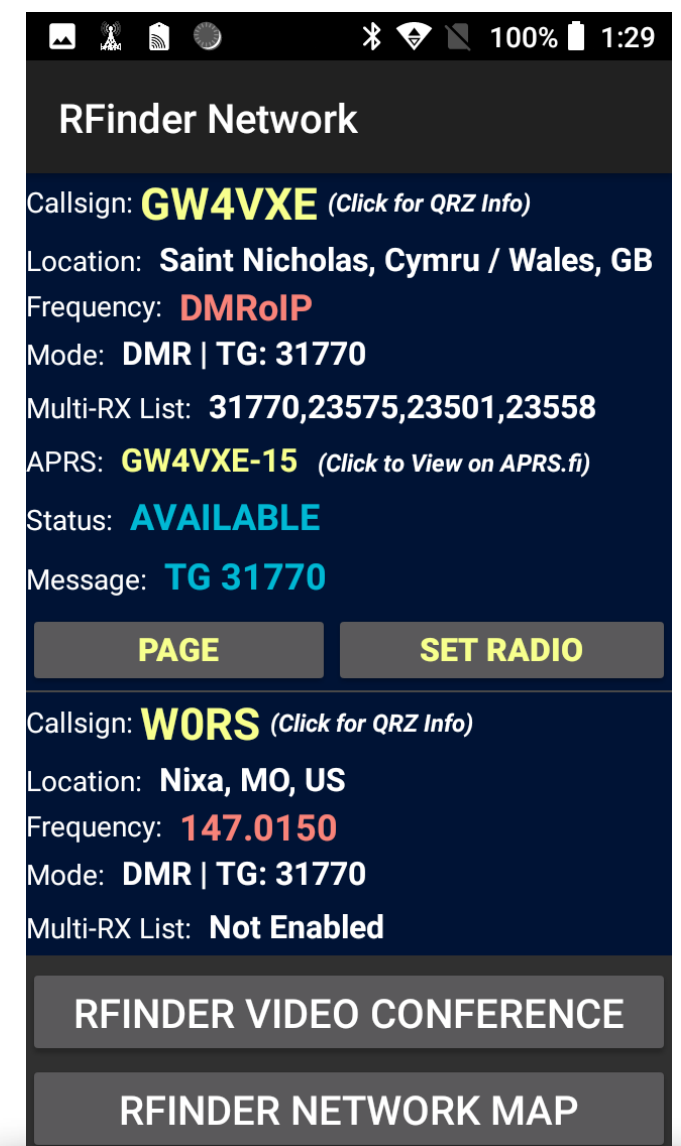 100% 1:29
RFinder Network
Callsign: GW4VXE (Click for QRZ Info)
Location: Saint Nicholas, Cymru / Wales, GB
Frequency: DMRoIP
Mode: DMR | TG: 31770
Multi-RX List: 31770,23575,23501,23558
APRS: GW4VXE-15 (Click to View on APRS.fi)
Status: AVAILABLE
Message: TG 31770
PAGE SET RADIO
Callsign: W0RS (Click for QRZ Info)
Location: Nixa, MO, US
Frequency: 147.0150
Mode: DMR | TG: 31770
Multi-RX List: Not Enabled
RFINDER VIDEO CONFERENCE
RFINDER NETWORK MAP